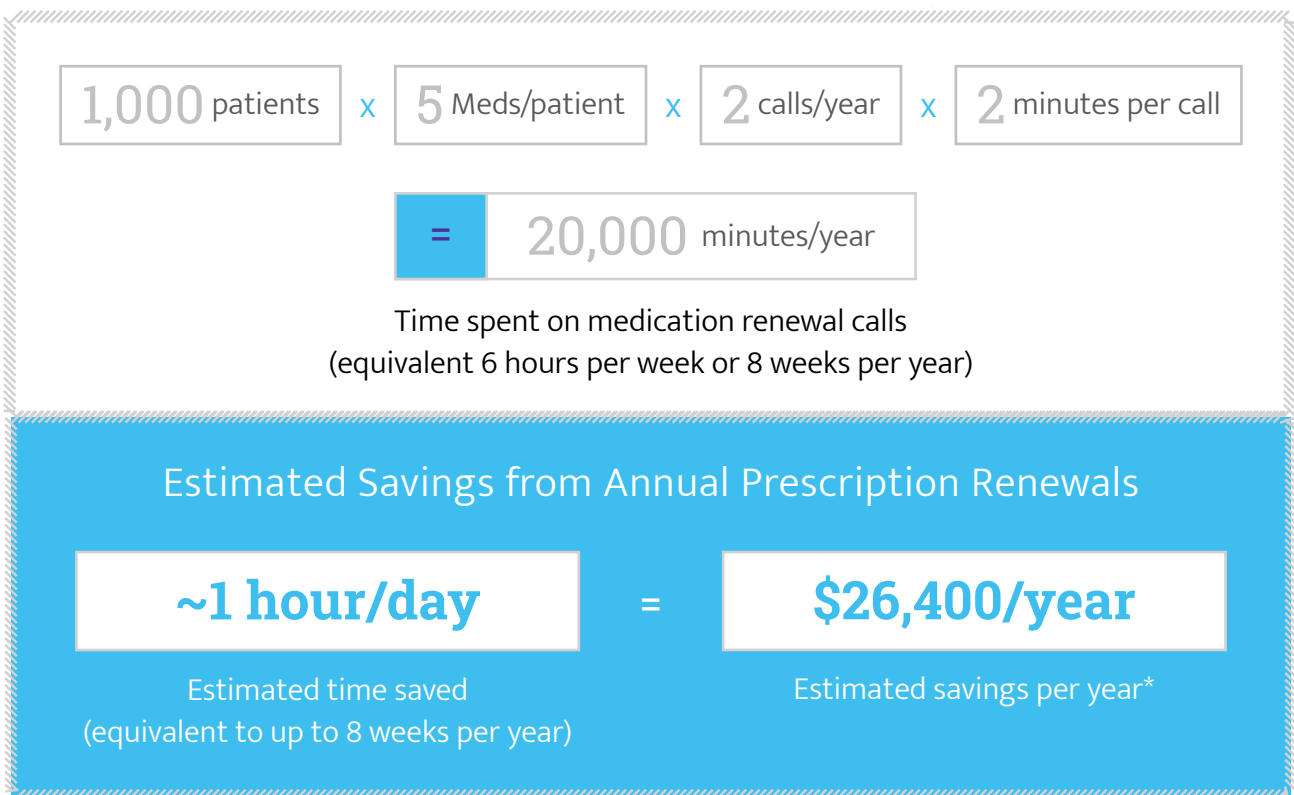 1,000 patients x 5 Meds/patient x 2 calls/year x 2 minutes per call
= 20,000 minutes/year
Time spent on medication renewal calls
(equivalent 6 hours per week or 8 weeks per year)
Estimated Savings from Annual Prescription Renewals
~1 hour/day = $26,400/year
Estimated time saved
(equivalent to up to 8 weeks per year)
Estimated savings per year*